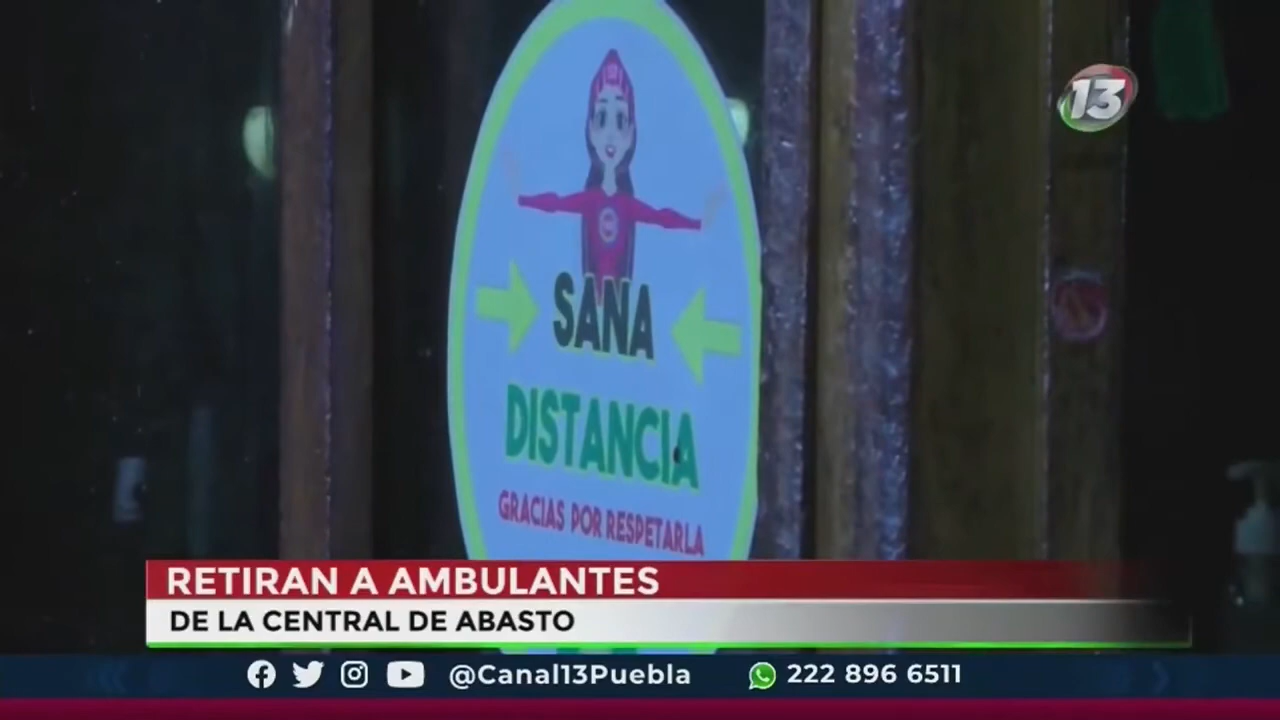 13
SANA
DISTANCIA
GRACIAS POR RESPETARLA
RETIRAN A AMBULANTES
DE LA CENTRAL DE ABASTO
@Canal13Puebla
222 896 6511